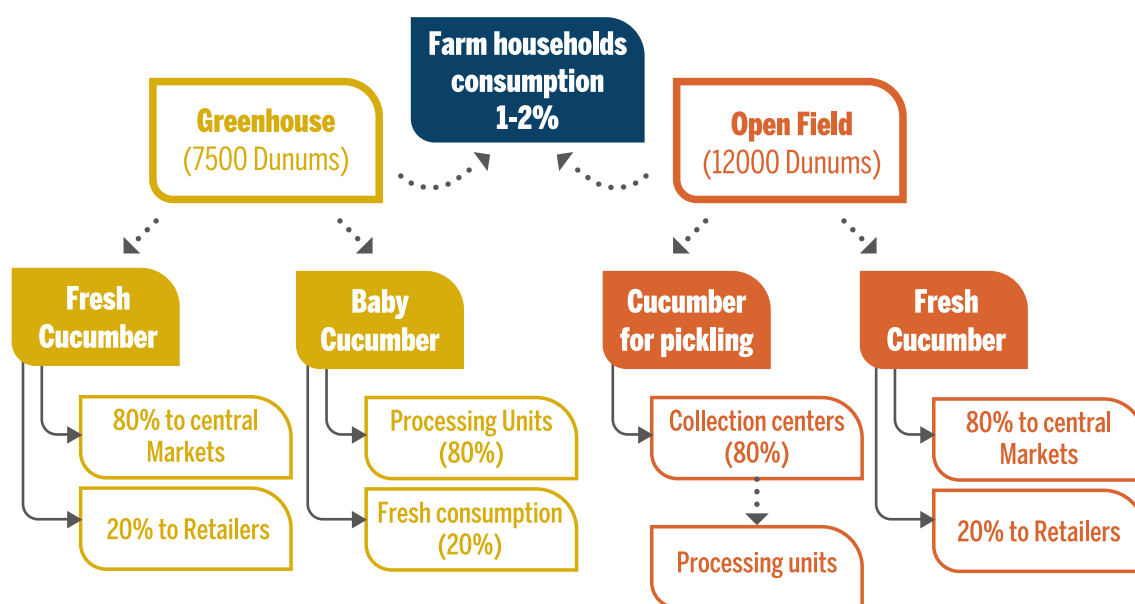 Farm households
consumption
1-2%
Greenhouse
(7500 Dunums)
Open Field
(12000 Dunums)
Fresh
Cucumber
Baby
Cucumber
Cucumber
for pickling
Fresh
Cucumber
80% to central
Markets
20% to Retailers
Processing Units
(80%)
Fresh consumption
(20%)
Collection centers
(80%)
Processing units
80% to central
Markets
20% to Retailers